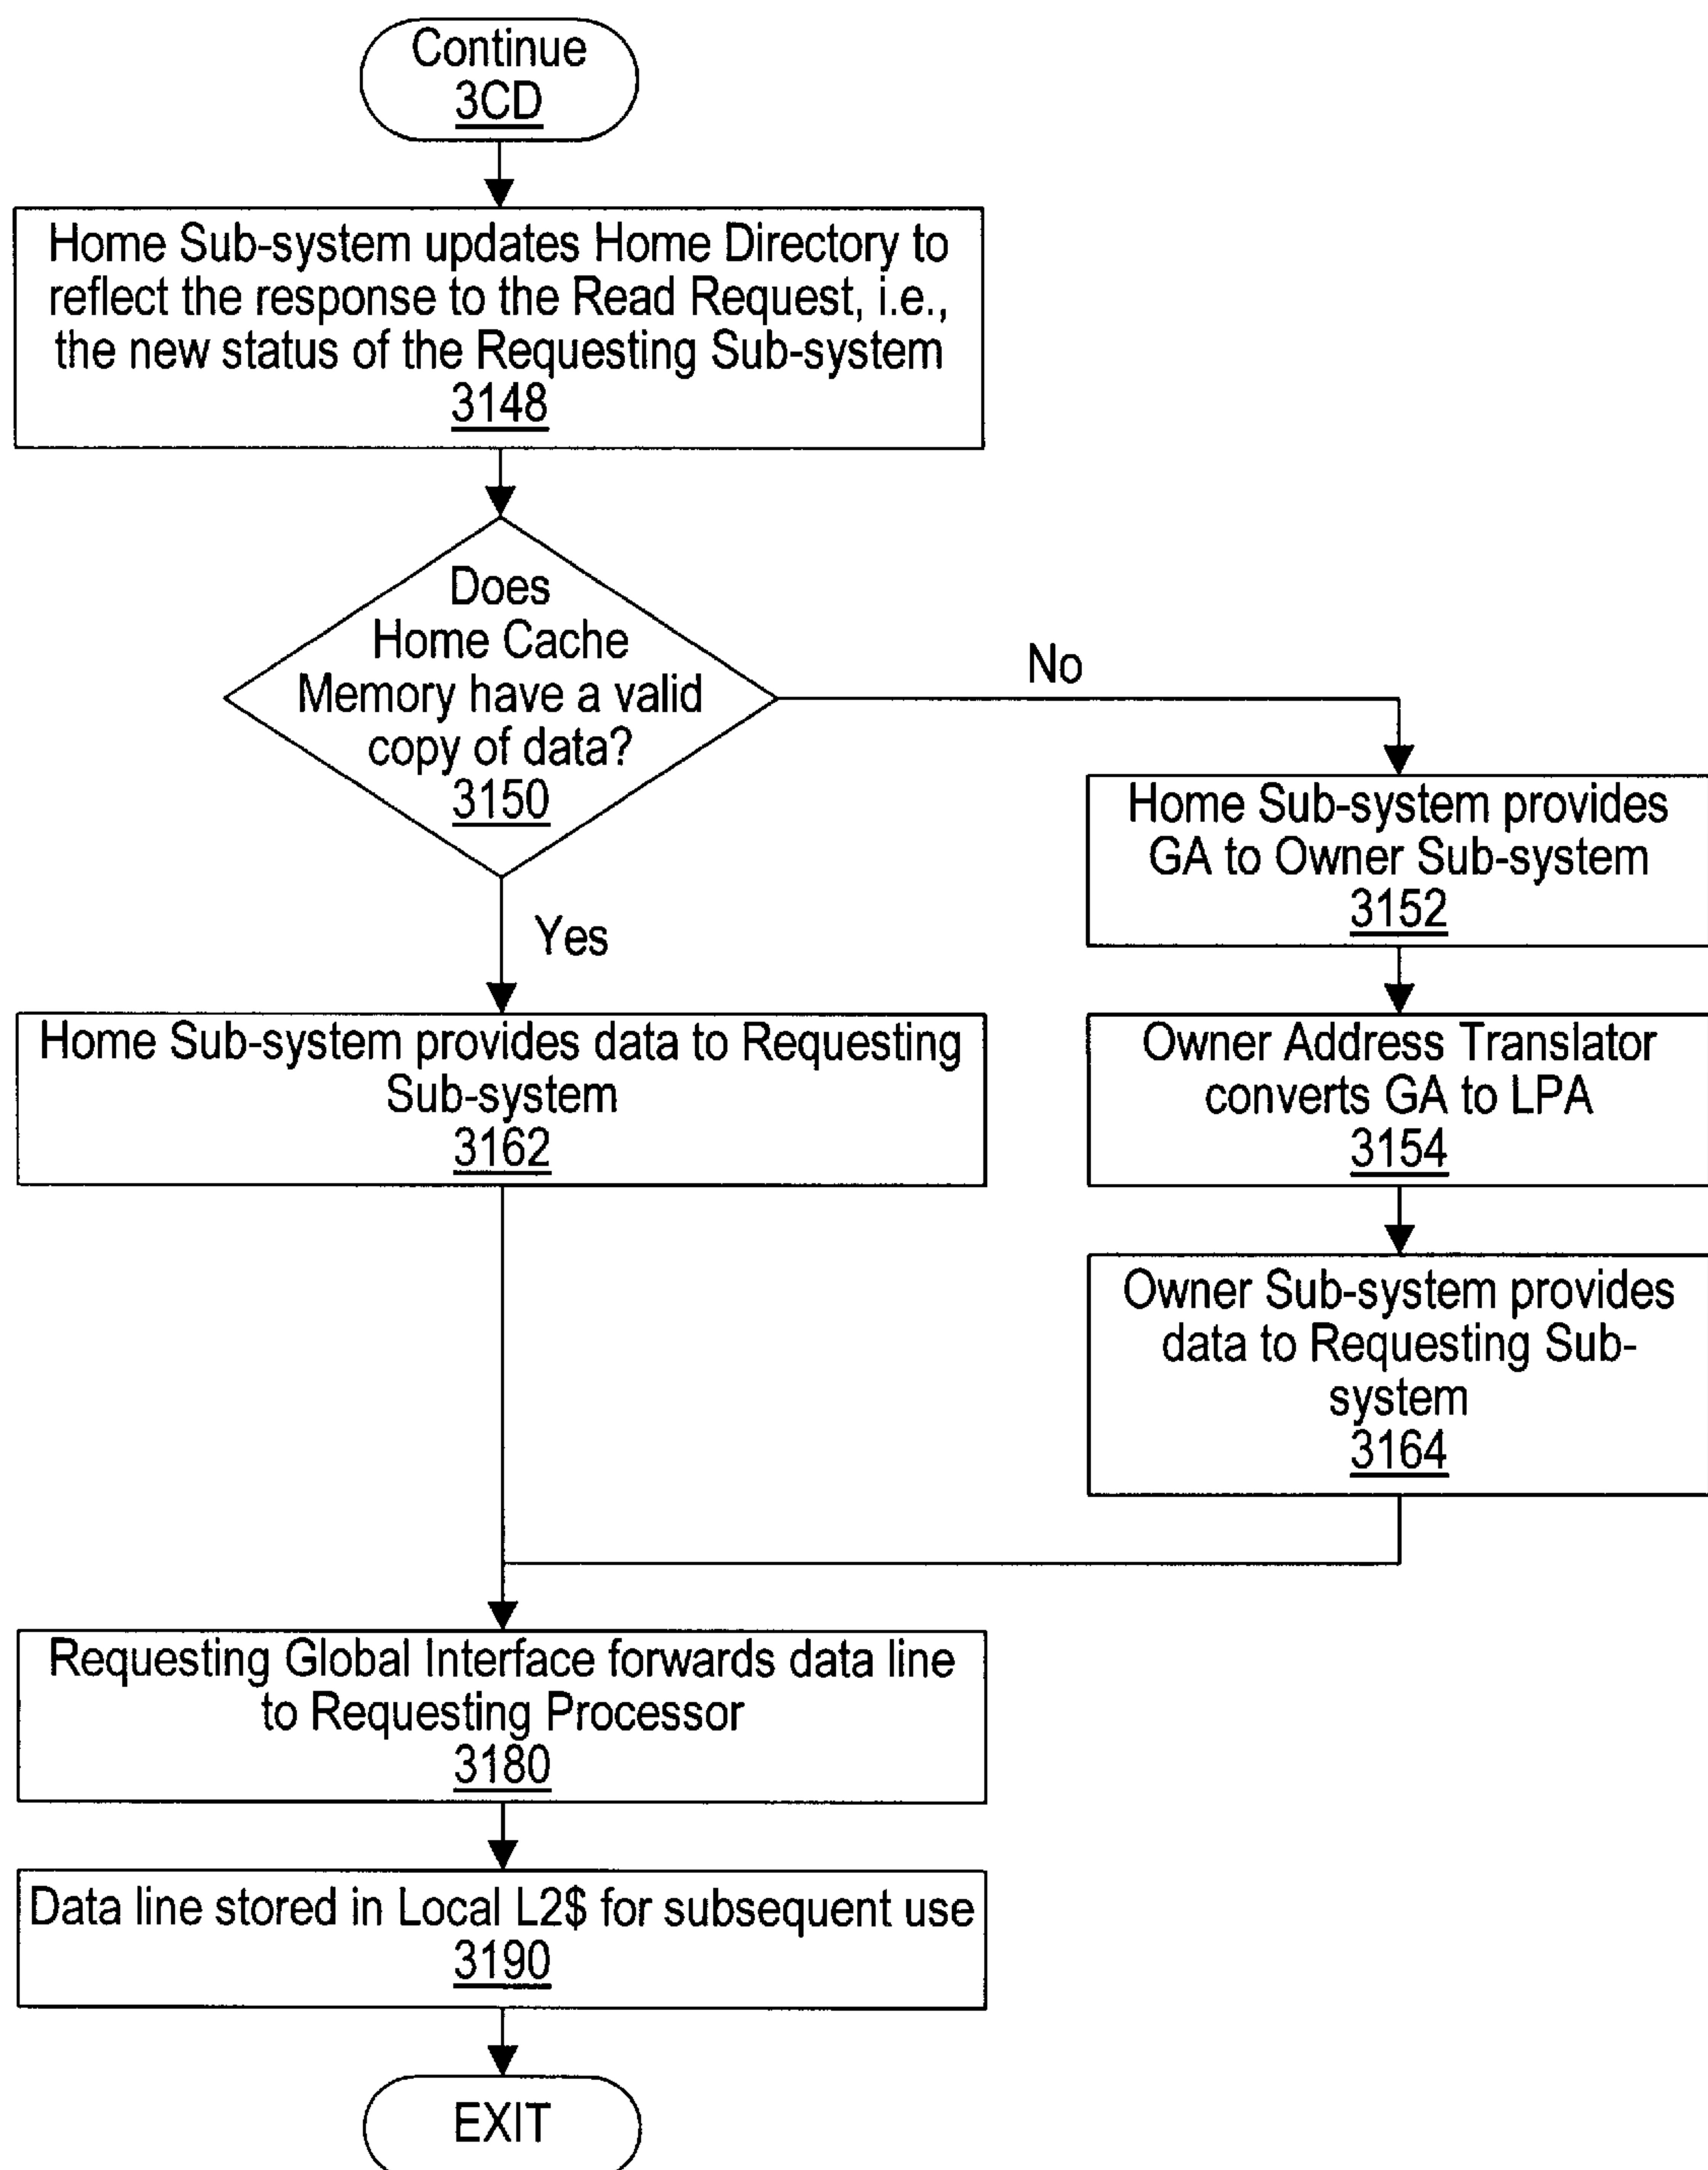 Continue
3CD
Home Sub-system updates Home Directory to
reflect the response to the Read Request, i.e.,
the new status of the Requesting Sub-system
3148
Does
Home Cache
Memory have a valid
copy of data?
3150
No
Yes
Home Sub-system provides
GA to Owner Sub-system
3152
Home Sub-system provides data to Requesting
Sub-system
3162
Owner Address Translator
converts GA to LPA
3154
Owner Sub-system provides
data to Requesting Sub-
system
3164
Requesting Global Interface forwards data line
to Requesting Processor
3180
Data line stored in Local L2$ for subsequent use
3190
EXIT